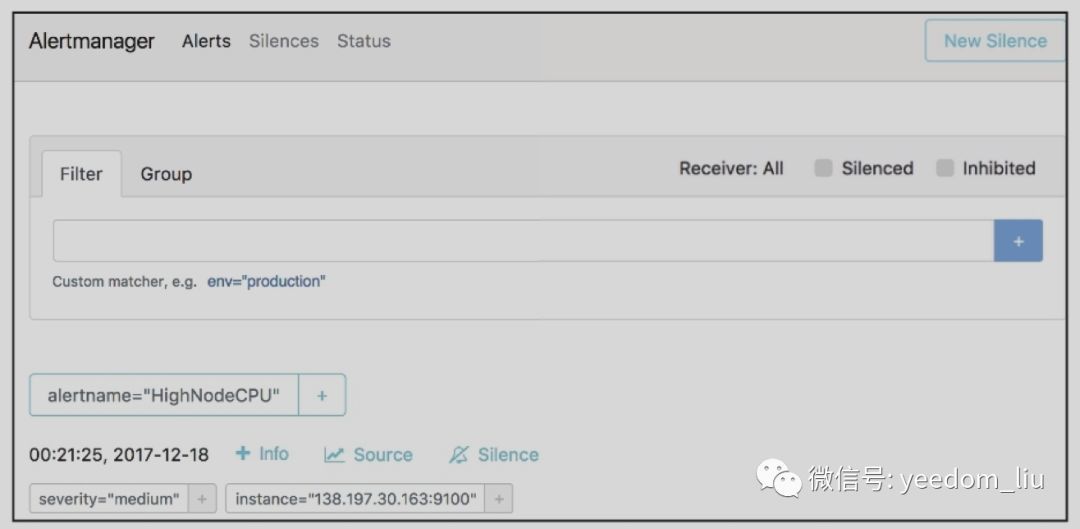 Alertmanager Alerts Silences Status New Silence
Filter Group Receiver: All Silenced Inhibited
+
Custom matcher, e.g. env="production"
alertname="HighNodeCPU" +
00:21:25, 2017-12-18 + Info Source Silence
severity="medium" + instance="138.197.30.163:9100" +
微信号: yeedom_liu